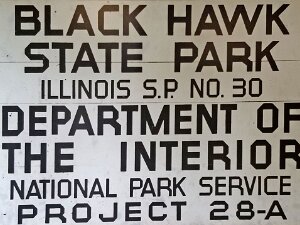 BLACK HAWK
STATE PARK
ILLINOIS S.P. NO. 30
DEPARTMENT OF
THE INTERIOR
NATIONAL PARK SERVICE
PROJECT 28-A